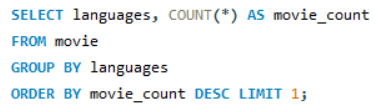 SELECT languages, COUNT(*) AS movie_count
FROM movie
GROUP BY languages
ORDER BY movie_count DESC LIMIT 1;